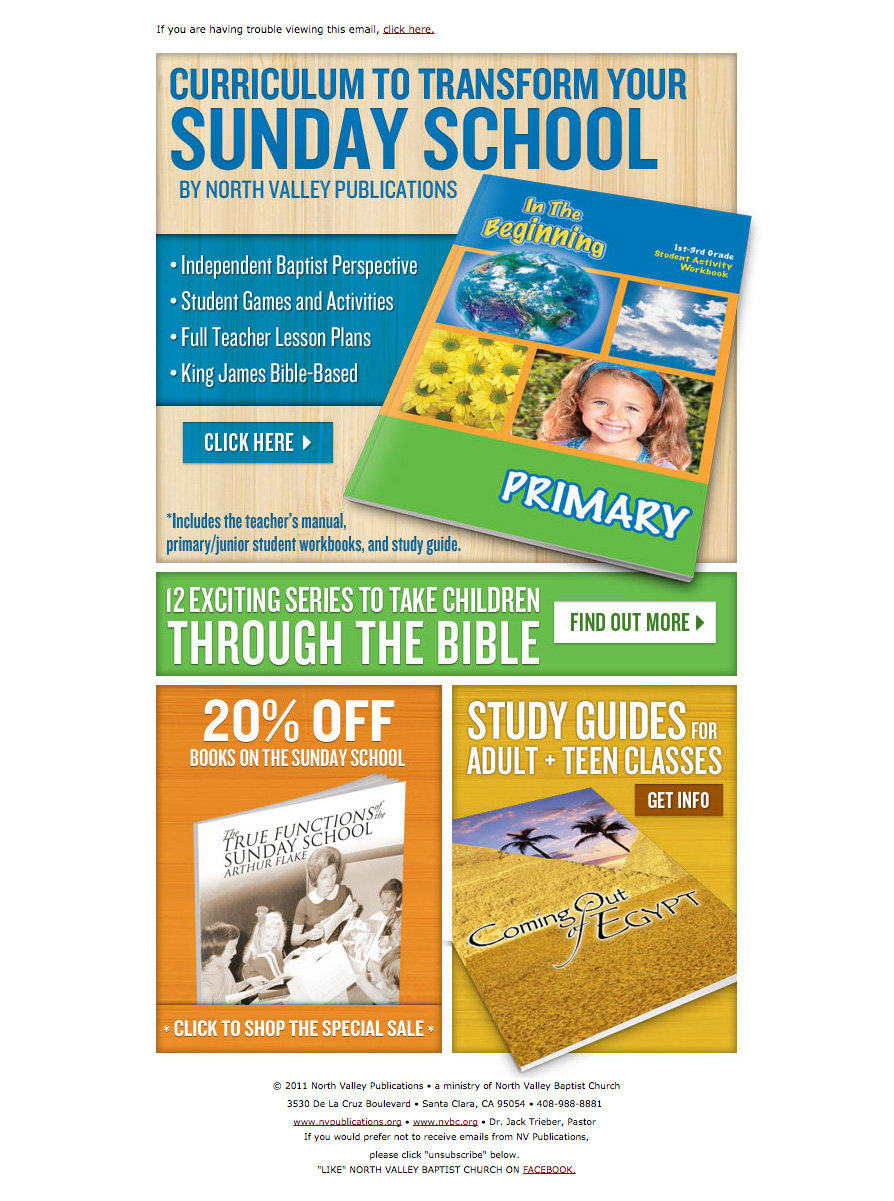 If you are having trouble viewing this email, click here.
CURRICULUM TO TRANSFORM YOUR
SUNDAY SCHOOL
BY NORTH VALLEY PUBLICATIONS
In The
Beginning
1st-3rd Grade
Student Activity
Workbook
• Independent Baptist Perspective
• Student Games and Activities
• Full Teacher Lesson Plans
• King James Bible-Based
CLICK HERE
PRIMARY
*Includes the teacher's manual,
primary/junior student workbooks, and study guide.
12 EXCITING SERIES TO TAKE CHILDREN
THROUGH THE BIBLE
FIND OUT MORE
20% OFF
BOOKS ON THE SUNDAY SCHOOL
The TRUE FUNCTIONS of the
SUNDAY SCHOOL
ARTHUR FLAKE
* CLICK TO SHOP THE SPECIAL SALE *
STUDY GUIDES FOR
ADULT + TEEN CLASSES
GET INFO
Coming Out
of EGYPT
© 2011 North Valley Publications • a ministry of North Valley Baptist Church
3530 De La Cruz Boulevard • Santa Clara, CA 95054 • 408-988-8881
www.nvpublications.org • www.nvbc.org • Dr. Jack Trieber, Pastor
If you would prefer not to receive emails from NV Publications,
please click "unsubscribe" below.
"LIKE" NORTH VALLEY BAPTIST CHURCH ON FACEBOOK.